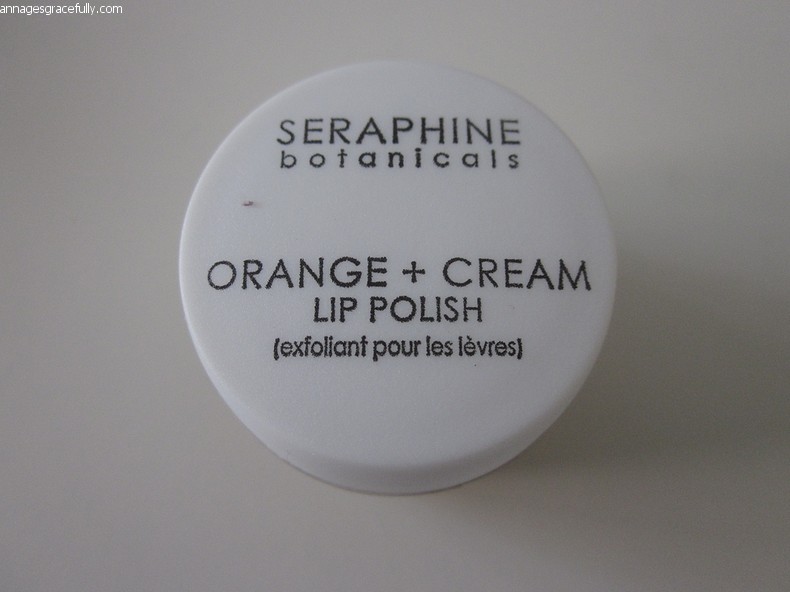 annagesgracefully.com
SERAPHINE
botanicals
ORANGE + CREAM
LIP POLISH
(exfoliant pour les lèvres)